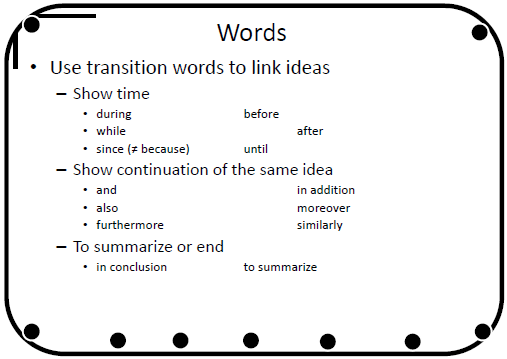 Words
• Use transition words to link ideas
– Show time
• during before
• while after
• since (≠ because) until
– Show continuation of the same idea
• and in addition
• also moreover
• furthermore similarly
– To summarize or end
• in conclusion to summarize